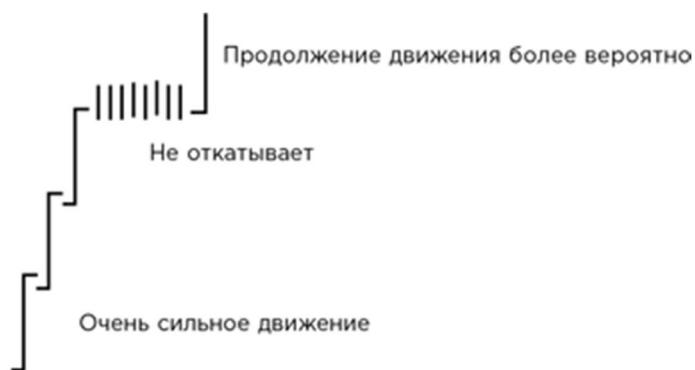 Продолжение движения более вероятно
Не откатывает
Очень сильное движение